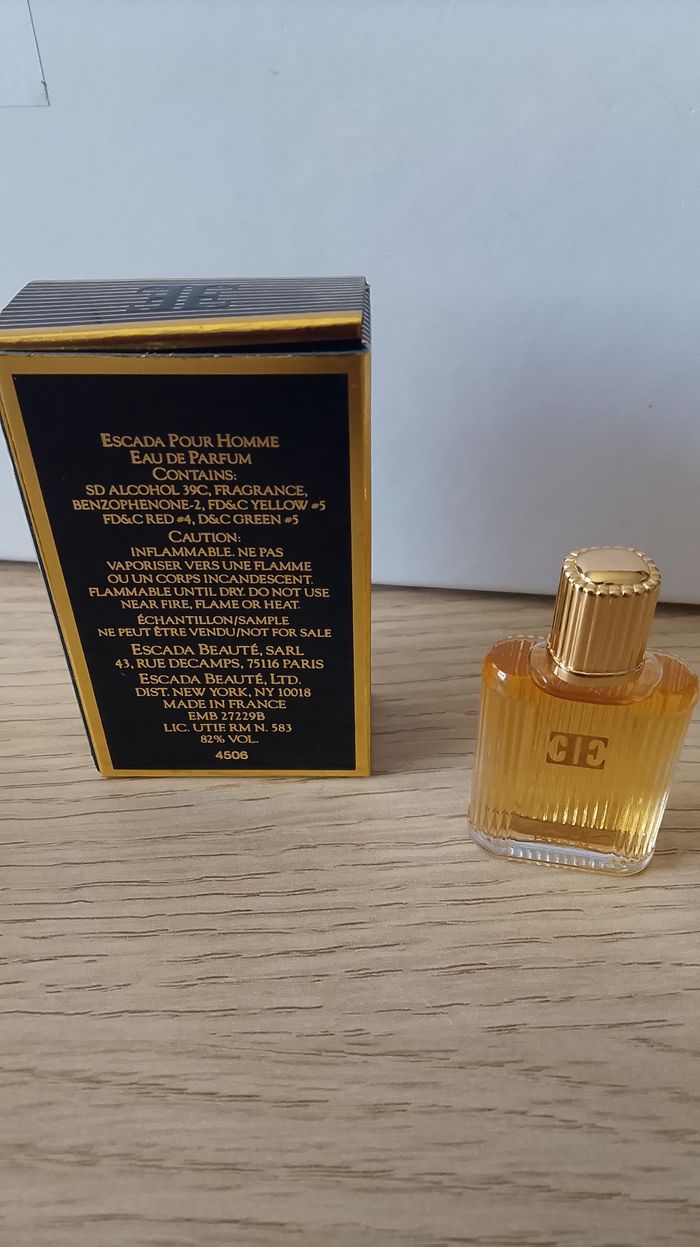 ƎE
ESCADA POUR HOMME
EAU DE PARFUM
CONTAINS:
SD ALCOHOL 39C, FRAGRANCE,
BENZOPHENONE-2, FD&C YELLOW #5
FD&C RED #4, D&C GREEN #5
CAUTION:
INFLAMMABLE. NE PAS
VAPORISER VERS UNE FLAMME
OU UN CORPS INCANDESCENT.
FLAMMABLE UNTIL DRY. DO NOT USE
NEAR FIRE, FLAME OR HEAT.
ÉCHANTILLON/SAMPLE
NE PEUT ÊTRE VENDU/NOT FOR SALE
ESCADA BEAUTÉ, SARL
43, RUE DECAMPS, 75116 PARIS
ESCADA BEAUTÉ, LTD.
DIST. NEW YORK, NY 10018
MADE IN FRANCE
EMB 27229B
LIC. UTIF RM N. 583
82% VOL.
4506
ƎE